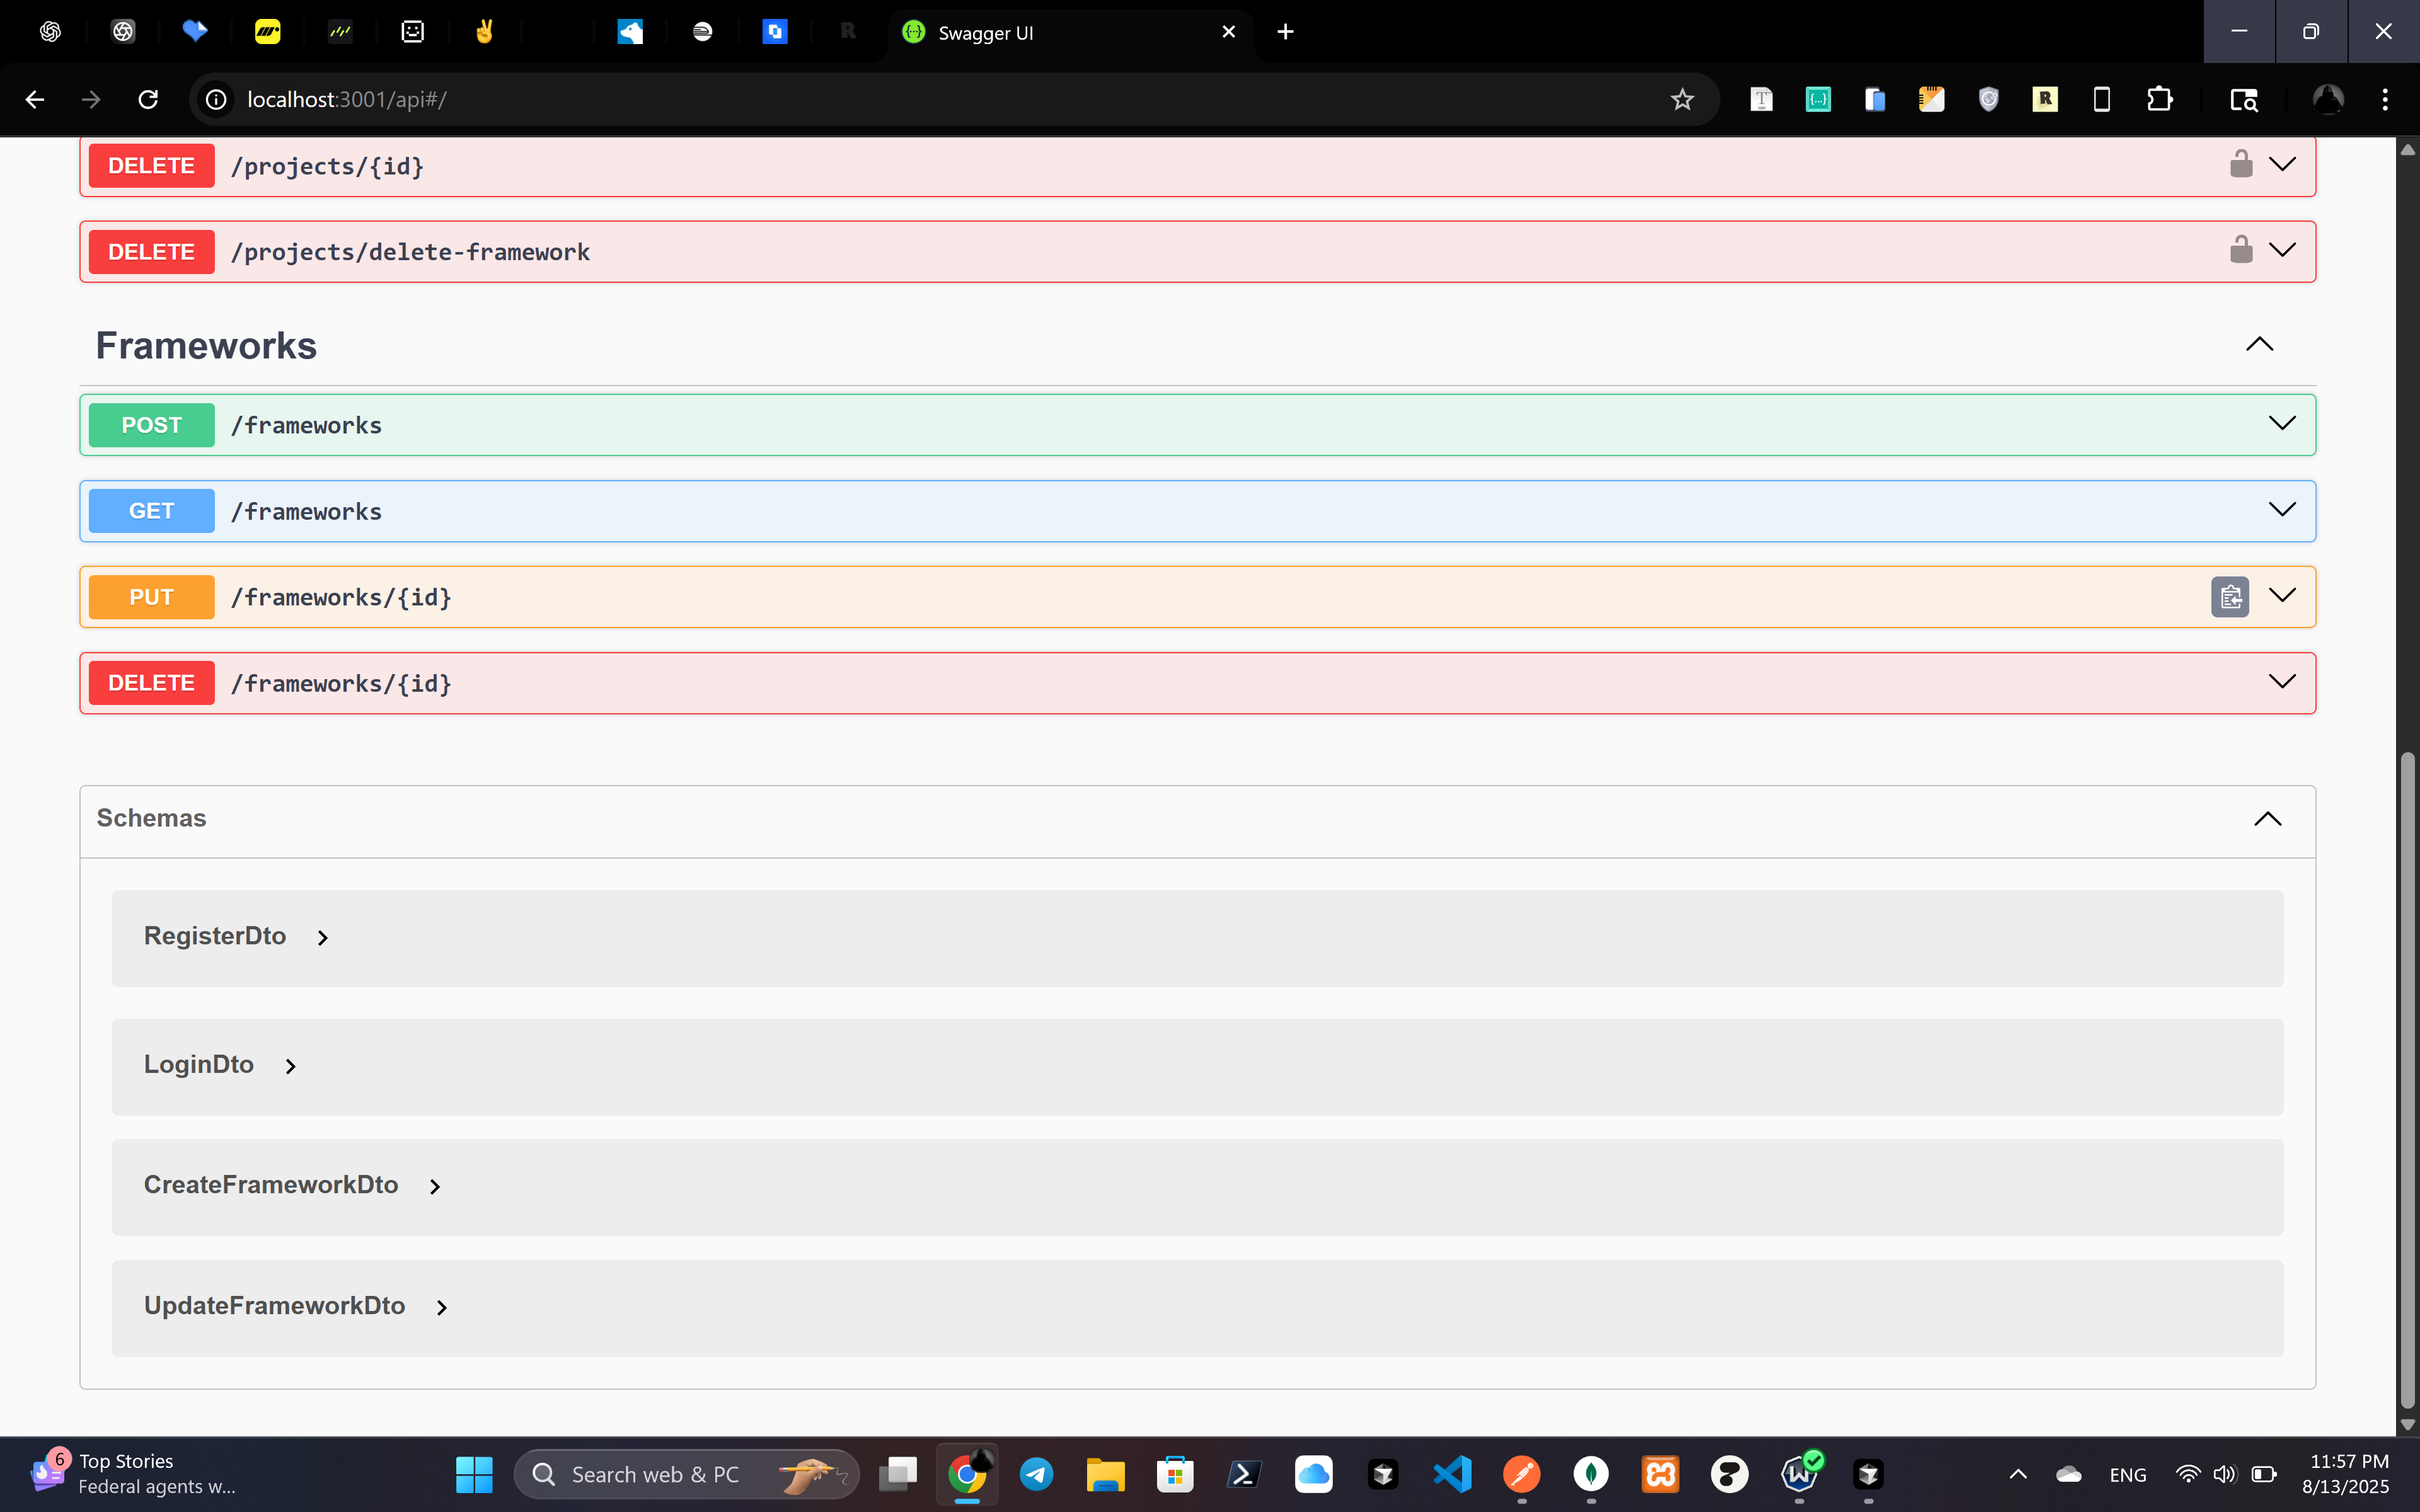 Swagger UI
localhost:3001/api#/
DELETE /projects/{id}
DELETE /projects/delete-framework
Frameworks
POST /frameworks
GET /frameworks
PUT /frameworks/{id}
DELETE /frameworks/{id}
Schemas
RegisterDto
LoginDto
CreateFrameworkDto
UpdateFrameworkDto
6
Top Stories
Federal agents w...
Search web & PC
ENG
11:57 PM
8/13/2025